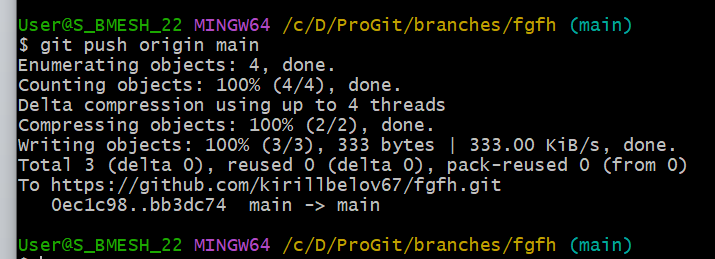 User@S_BMESH_22 MINGW64 /c/D/ProGit/branches/fgfh (main)
$ git push origin main
Enumerating objects: 4, done.
Counting objects: 100% (4/4), done.
Delta compression using up to 4 threads
Compressing objects: 100% (2/2), done.
Writing objects: 100% (3/3), 333 bytes | 333.00 KiB/s, done.
Total 3 (delta 0), reused 0 (delta 0), pack-reused 0 (from 0)
To https://github.com/kirillbelov67/fgfh.git
   0ec1c98..bb3dc74  main -> main
User@S_BMESH_22 MINGW64 /c/D/ProGit/branches/fgfh (main)